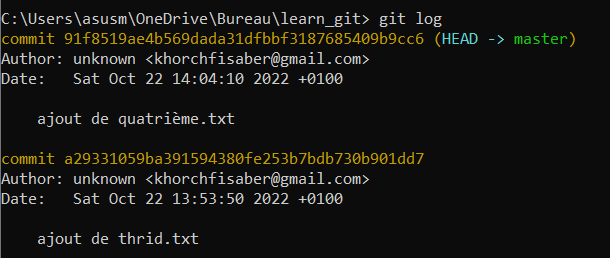 C:\Users\asusm\OneDrive\Bureau\learn_git> git log
commit 91f8519ae4b569dada31dfbbf3187685409b9cc6 (HEAD -> master)
Author: unknown <khorchfisaber@gmail.com>
Date:   Sat Oct 22 14:04:10 2022 +0100
ajout de quatrième.txt
commit a29331059ba391594380fe253b7bdb730b901dd7
Author: unknown <khorchfisaber@gmail.com>
Date:   Sat Oct 22 13:53:50 2022 +0100
ajout de thrid.txt